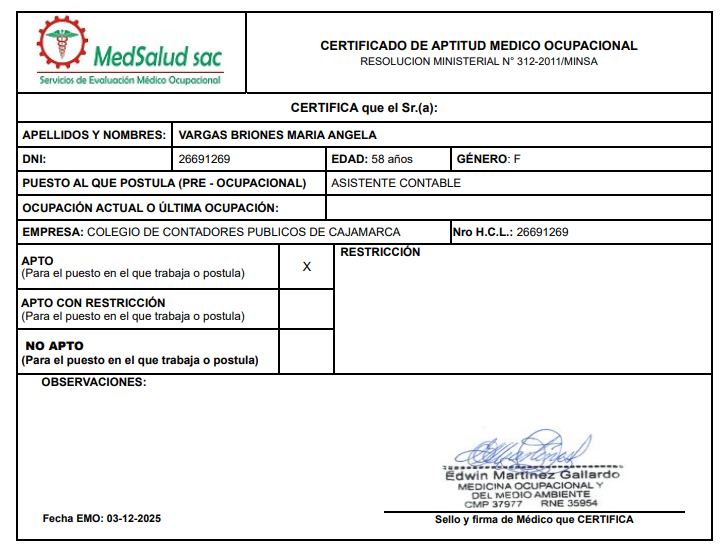 MedSalud sac
Servicios de Evaluación Médico Ocupacional
CERTIFICADO DE APTITUD MEDICO OCUPACIONAL
RESOLUCION MINISTERIAL N° 312-2011/MINSA
CERTIFICA que el Sr.(a):
APELLIDOS Y NOMBRES: VARGAS BRIONES MARIA ANGELA
DNI: 26691269 EDAD: 58 años GÉNERO: F
PUESTO AL QUE POSTULA (PRE - OCUPACIONAL) ASISTENTE CONTABLE
OCUPACIÓN ACTUAL O ÚLTIMA OCUPACIÓN:
EMPRESA: COLEGIO DE CONTADORES PUBLICOS DE CAJAMARCA Nro H.C.L.: 26691269
APTO
(Para el puesto en el que trabaja o postula)
X
RESTRICCIÓN
APTO CON RESTRICCIÓN
(Para el puesto en el que trabaja o postula)
NO APTO
(Para el puesto en el que trabaja o postula)
OBSERVACIONES:
Edwin Martínez Gallardo
MEDICINA OCUPACIONAL Y
DEL MEDIO AMBIENTE
CMP 37977 RNE 35954
Fecha EMO: 03-12-2025
Sello y firma de Médico que CERTIFICA